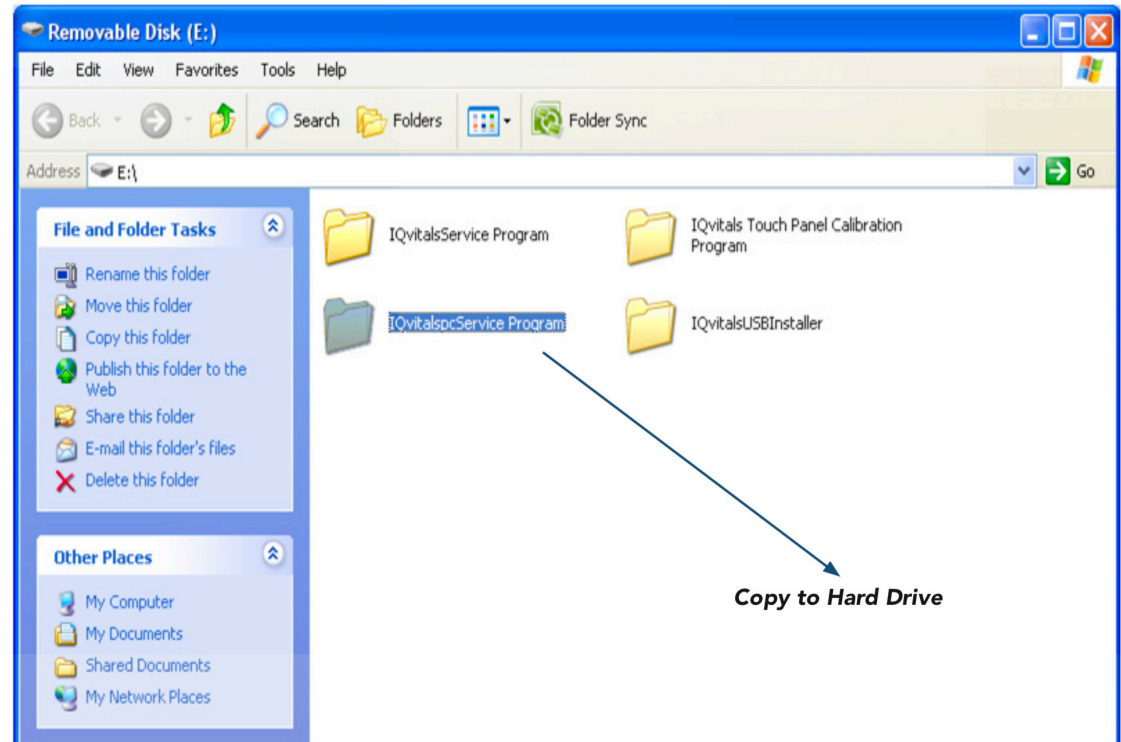 Removable Disk (E:)
File Edit View Favorites Tools Help
Back Search Folders Folder Sync
Address E:\ Go
File and Folder Tasks
Rename this folder
Move this folder
Copy this folder
Publish this folder to the
Web
Share this folder
E-mail this folder's files
Delete this folder
Other Places
My Computer
My Documents
Shared Documents
My Network Places
IQvitalsService Program
IQvitals Touch Panel Calibration
Program
IQvitalspcService Program
IQvitalsUSBInstaller
Copy to Hard Drive